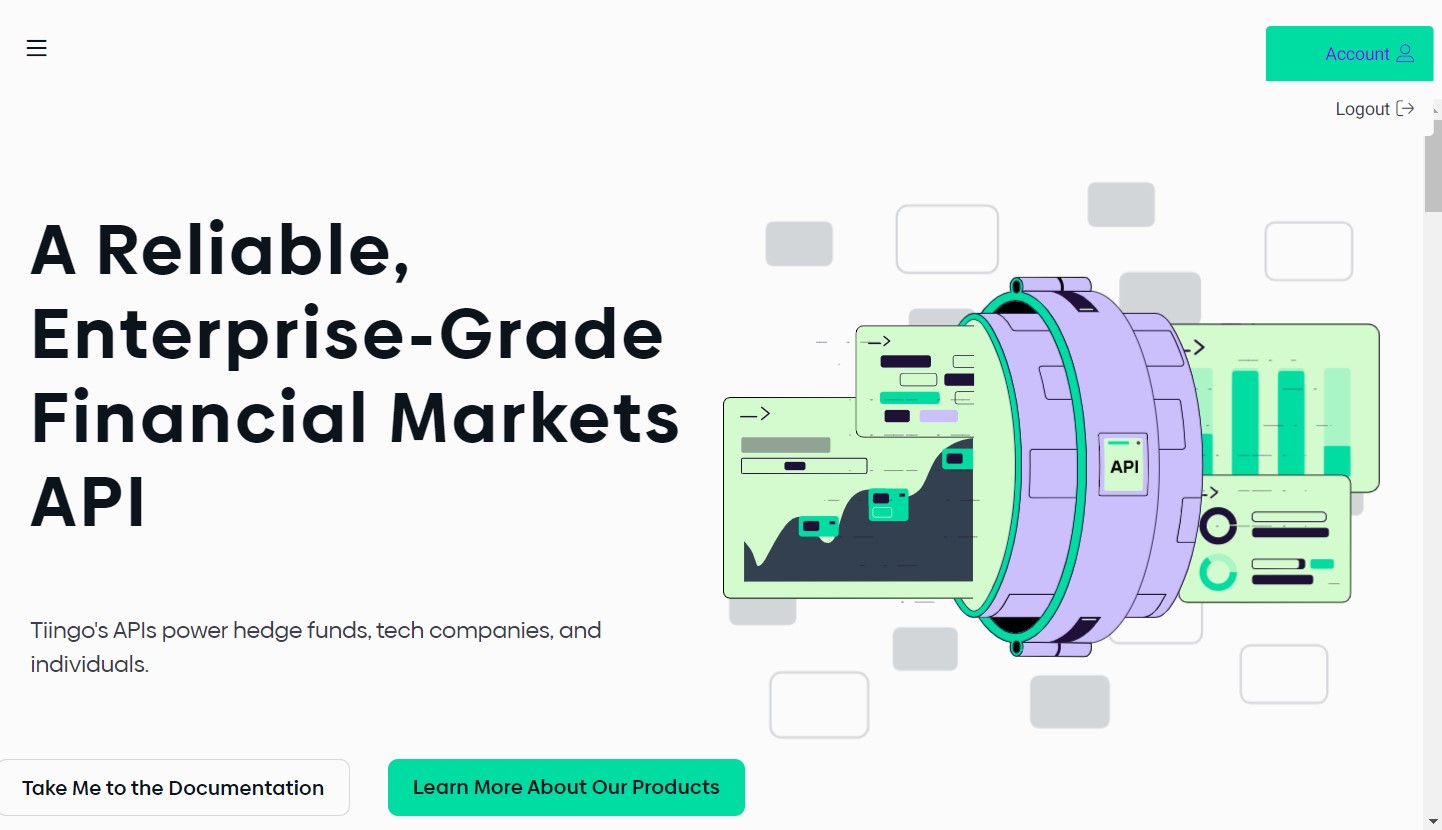 Account
Logout
A Reliable,
Enterprise-Grade
Financial Markets
API
API
Tiingo's APIs power hedge funds, tech companies, and
individuals.
Take Me to the Documentation
Learn More About Our Products